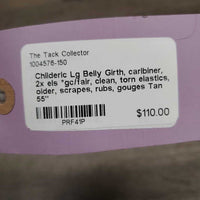 The Tack Collector
1004576-150
Childeric Lg Belly Girth, caribiner,
2x els *gc/fair, clean, torn elastics,
older, scrapes, rubs, gouges Tan
55"
$110.00
PRF41P